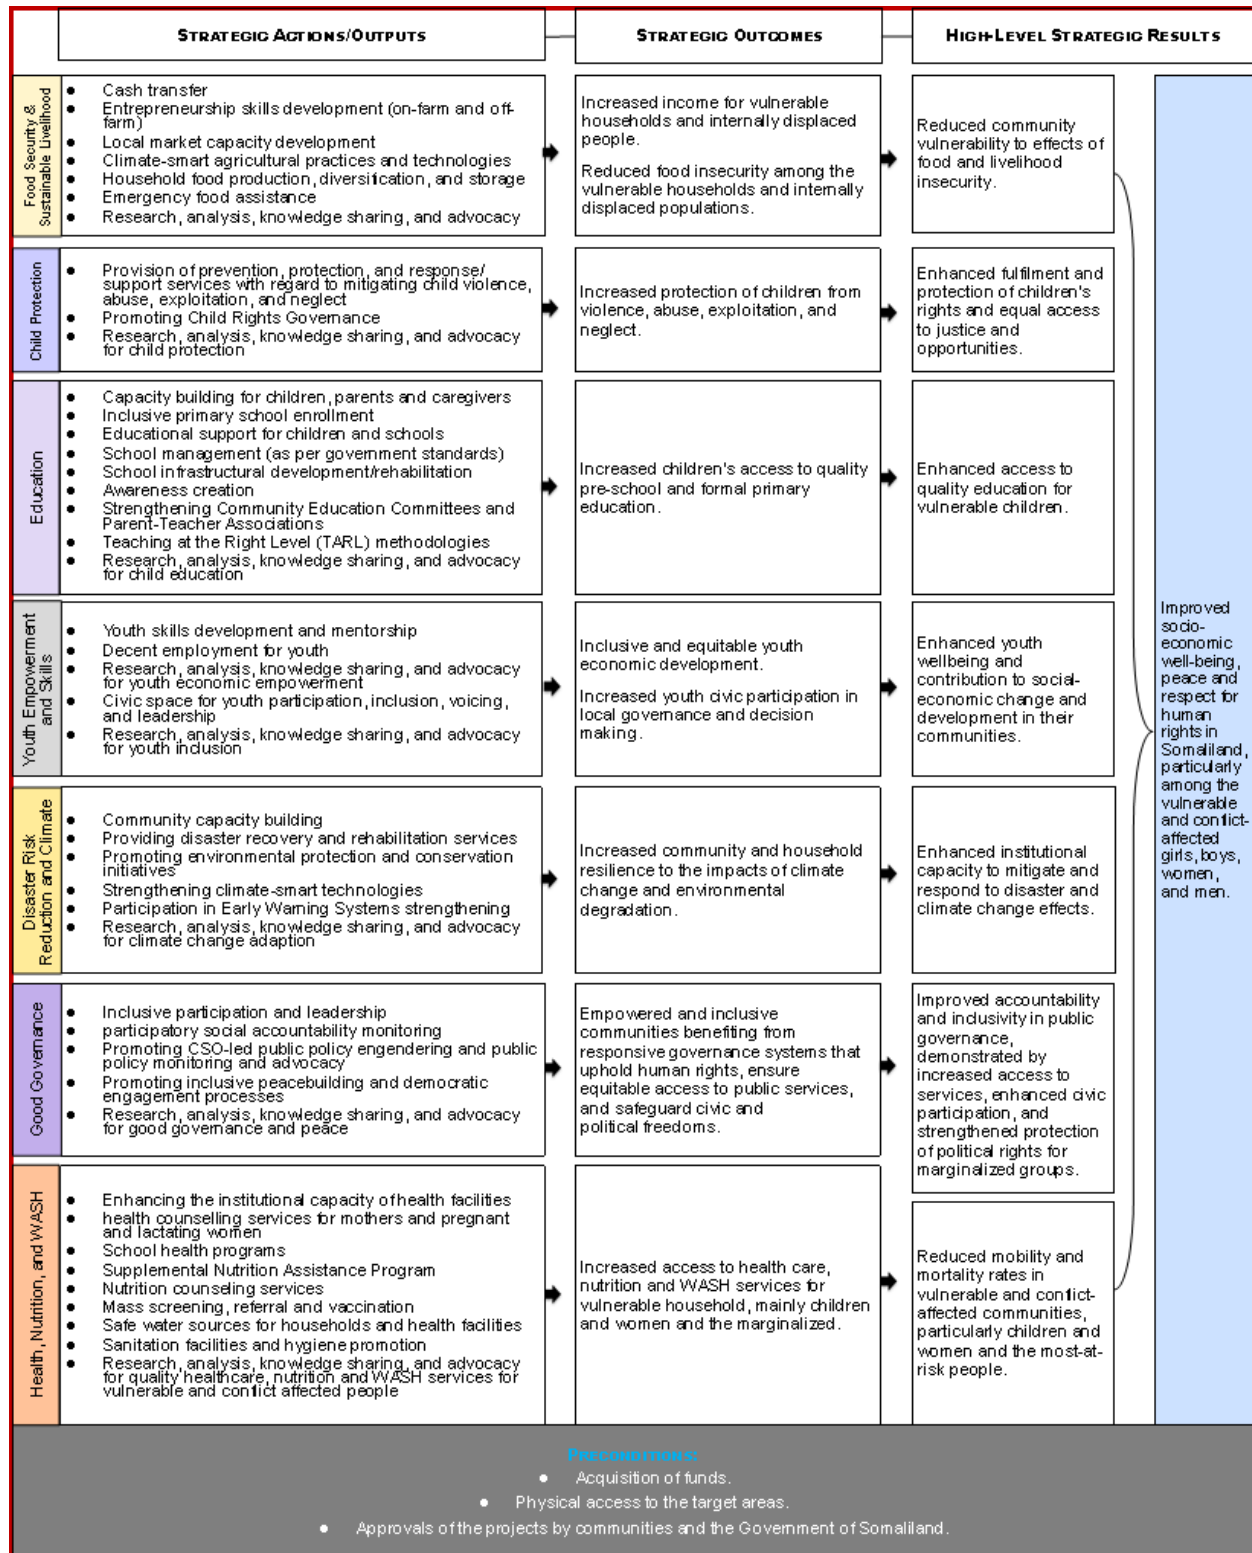 STRATEGIC ACTIONS/OUTPUTS
STRATEGIC OUTCOMES
HIGH-LEVEL STRATEGIC RESULTS
Food Security &
Sustainable Livelihood
● Cash transfer
● Entrepreneurship skills development (on-farm and off-
farm)
● Local market capacity development
● Climate-smart agricultural practices and technologies
● Household food production, diversification, and storage
● Emergency food assistance
● Research, analysis, knowledge sharing, and advocacy
Increased income for vulnerable
households and internally displaced
people.
Reduced food insecurity among the
vulnerable households and internally
displaced populations.
Reduced community
vulnerability to effects of
food and livelihood
insecurity.
Child Protection
● Provision of prevention, protection, and response/
support services with regard to mitigating child violence,
abuse, exploitation, and neglect
● Promoting Child Rights Governance
● Research, analysis, knowledge sharing, and advocacy
for child protection
Increased protection of children from
violence, abuse, exploitation, and
neglect.
Enhanced fulfilment and
protection of children's
rights and equal access
to justice and
opportunities.
Education
● Capacity building for children, parents and caregivers
● Inclusive primary school enrollment
● Educational support for children and schools
● School management (as per government standards)
● School infrastructural development/rehabilitation
● Awareness creation
● Strengthening Community Education Committees and
Parent-Teacher Associations
● Teaching at the Right Level (TARL) methodologies
● Research, analysis, knowledge sharing, and advocacy
for child education
Increased children's access to quality
pre-school and formal primary
education.
Enhanced access to
quality education for
vulnerable children.
Youth Empowerment
and Skills
● Youth skills development and mentorship
● Decent employment for youth
● Research, analysis, knowledge sharing, and advocacy
for youth economic empowerment
● Civic space for youth participation, inclusion, voicing,
and leadership
● Research, analysis, knowledge sharing, and advocacy
for youth inclusion
Inclusive and equitable youth
economic development.
Increased youth civic participation in
local governance and decision
making.
Enhanced youth
wellbeing and
contribution to social-
economic change and
development in their
communities.
Disaster Risk
Reduction and Climate
● Community capacity building
● Providing disaster recovery and rehabilitation services
● Promoting environmental protection and conservation
initiatives
● Strengthening climate-smart technologies
● Participation in Early Warning Systems strengthening
● Research, analysis, knowledge sharing, and advocacy
for climate change adaption
Increased community and household
resilience to the impacts of climate
change and environmental
degradation.
Enhanced institutional
capacity to mitigate and
respond to disaster and
climate change effects.
Good Governance
● Inclusive participation and leadership
● participatory social accountability monitoring
● Promoting CSO-led public policy engendering and public
policy monitoring and advocacy
● Promoting inclusive peacebuilding and democratic
engagement processes
● Research, analysis, knowledge sharing, and advocacy
for good governance and peace
Empowered and inclusive
communities benefiting from
responsive governance systems that
uphold human rights, ensure
equitable access to public services,
and safeguard civic and
political freedoms.
Improved accountability
and inclusivity in public
governance,
demonstrated by
increased access to
services, enhanced civic
participation, and
strengthened protection
of political rights for
marginalized groups.
Health, Nutrition, and WASH
● Enhancing the institutional capacity of health facilities
● health counselling services for mothers and pregnant
and lactating women
● School health programs
● Supplemental Nutrition Assistance Program
● Nutrition counseling services
● Mass screening, referral and vaccination
● Safe water sources for households and health facilities
● Sanitation facilities and hygiene promotion
● Research, analysis, knowledge sharing, and advocacy
for quality healthcare, nutrition and WASH services for
vulnerable and conflict affected people
Increased access to health care,
nutrition and WASH services for
vulnerable household, mainly children
and women and the marginalized.
Reduced mobility and
mortality rates in
vulnerable and conflict-
affected communities,
particularly children and
women and the most-at-
risk people.
Improved
socio-
economic
well-being,
peace and
respect for
human
rights in
Somaliland,
particularly
among the
vulnerable
and conflict-
affected
girls, boys,
women,
and men.
PRECONDITIONS:
● Acquisition of funds.
● Physical access to the target areas.
● Approvals of the projects by communities and the Government of Somaliland.